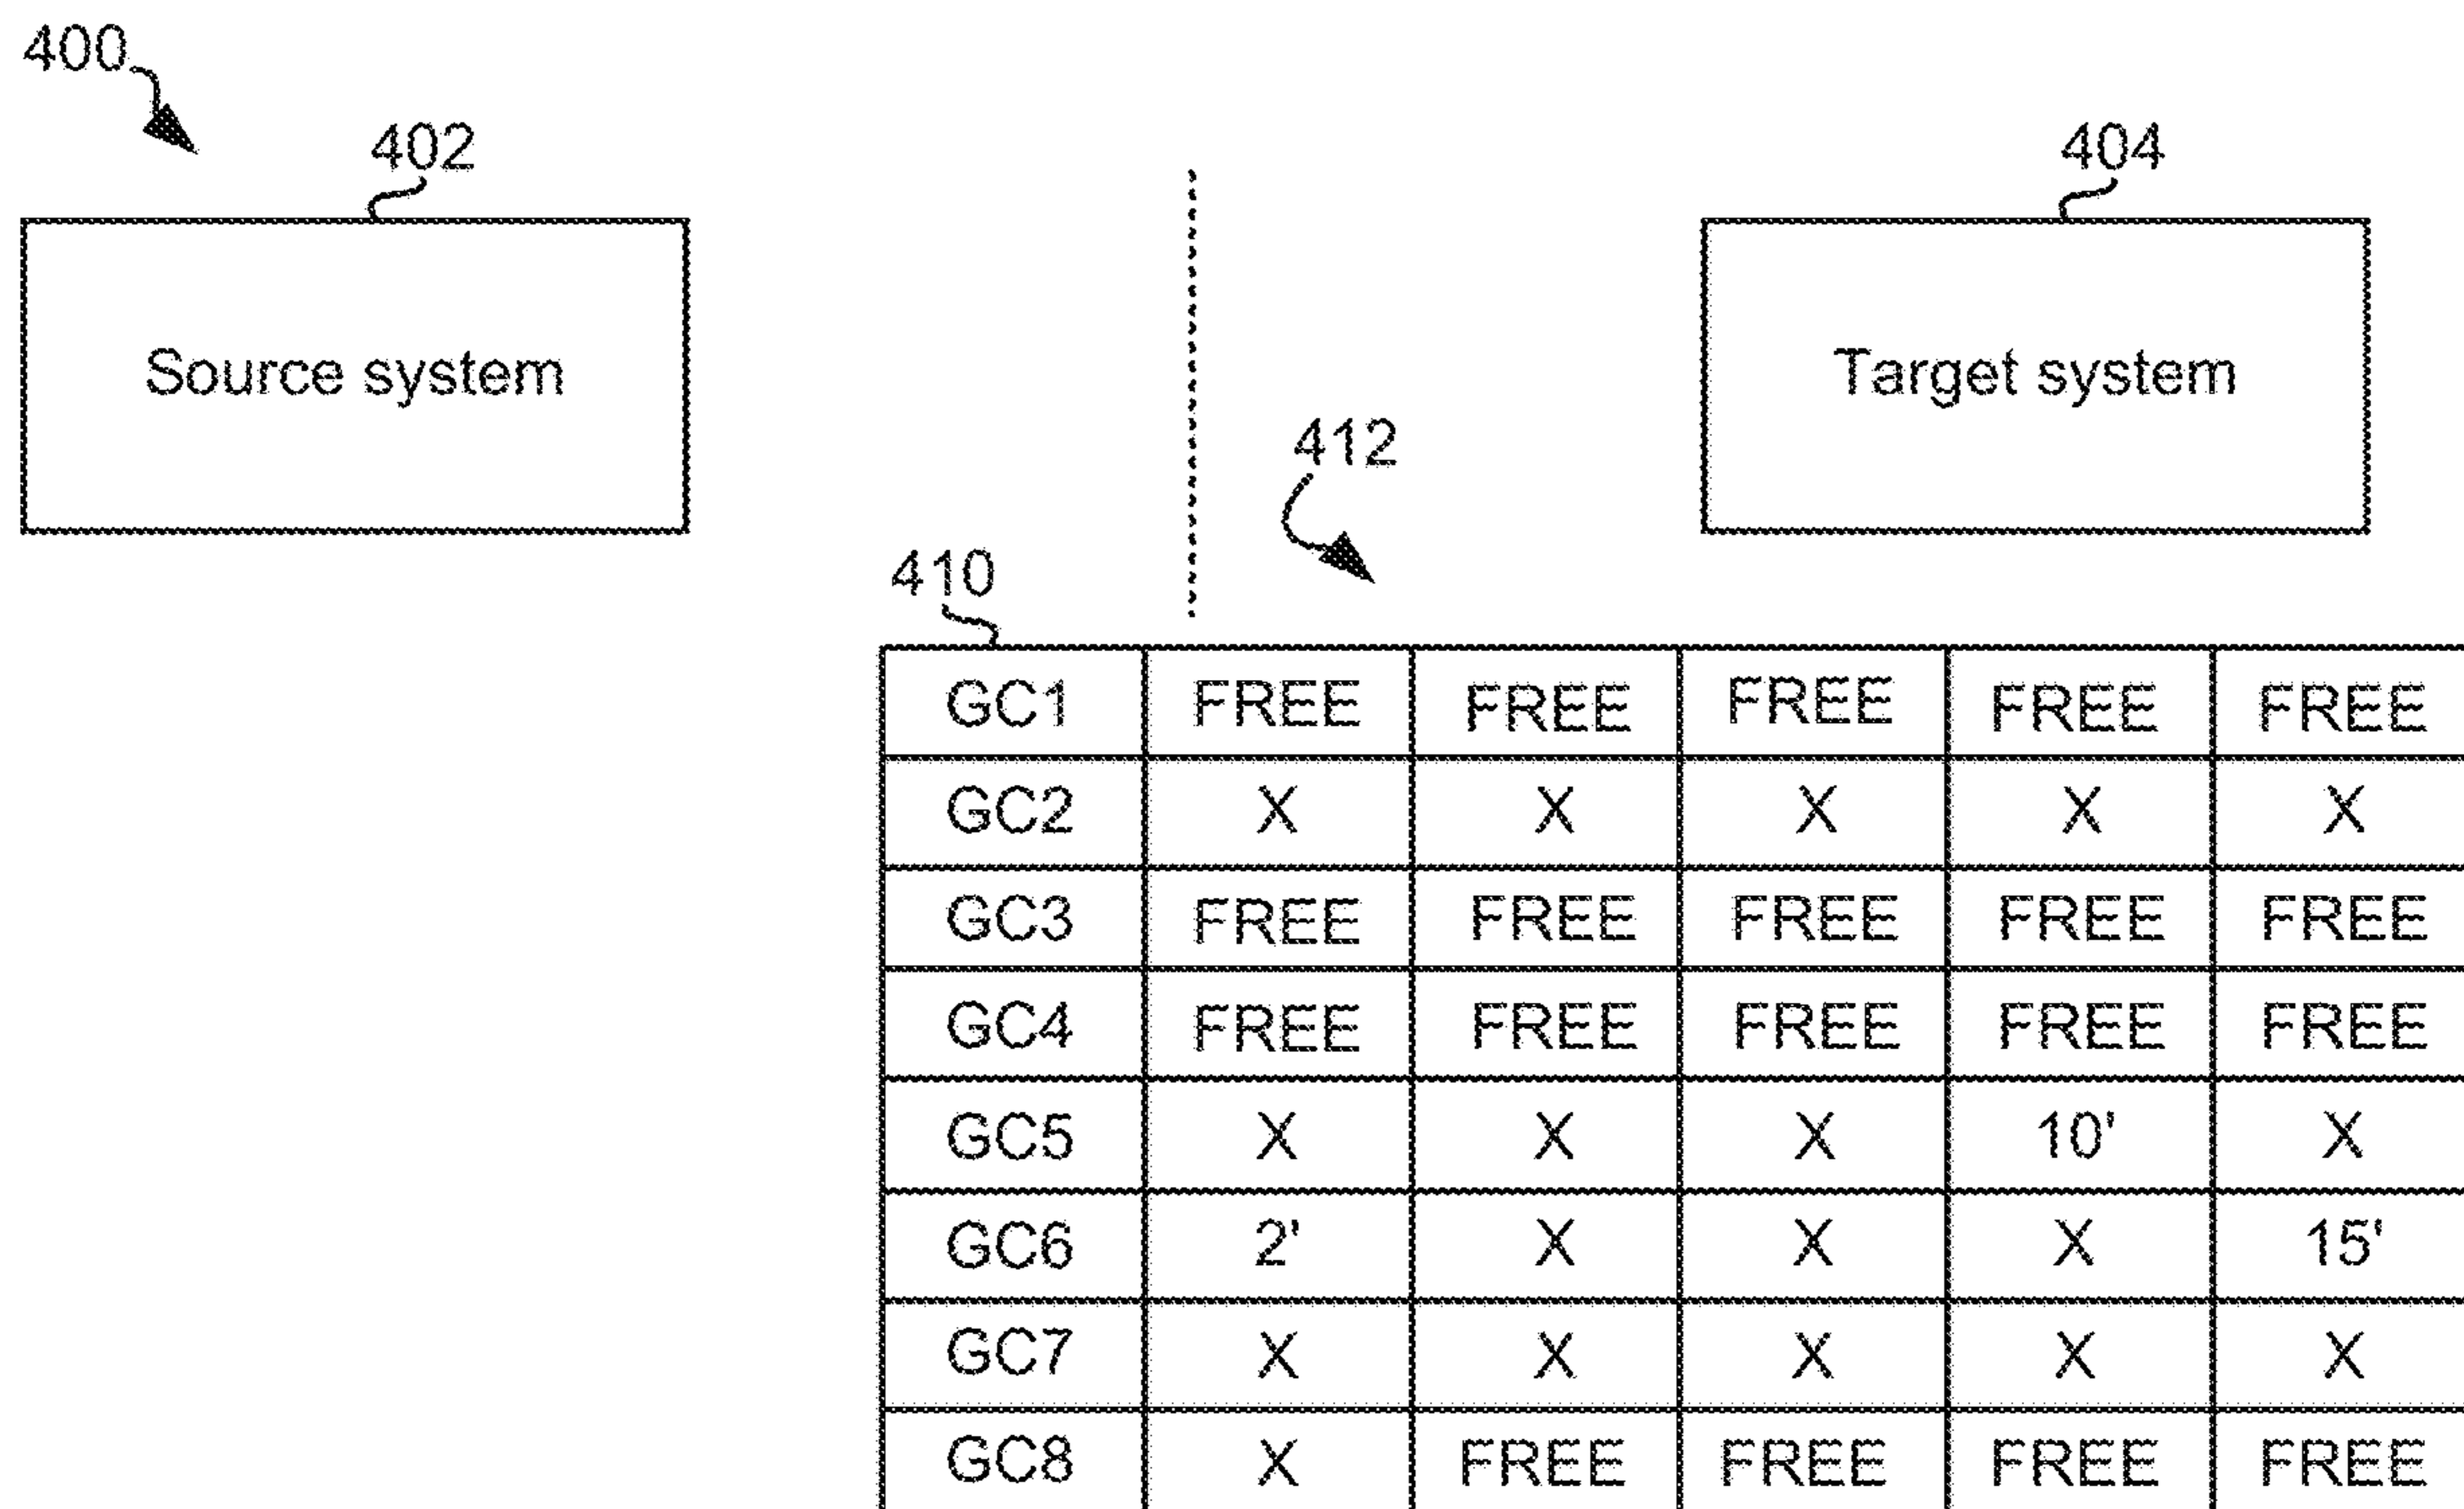 400
402
404
Source system
Target system
412
410
GC1 FREE FREE FREE FREE FREE
GC2 X X X X X
GC3 FREE FREE FREE FREE FREE
GC4 FREE FREE FREE FREE FREE
GC5 X X X 10' X
GC6 2' X X X 15'
GC7 X X X X X
GC8 X FREE FREE FREE FREE